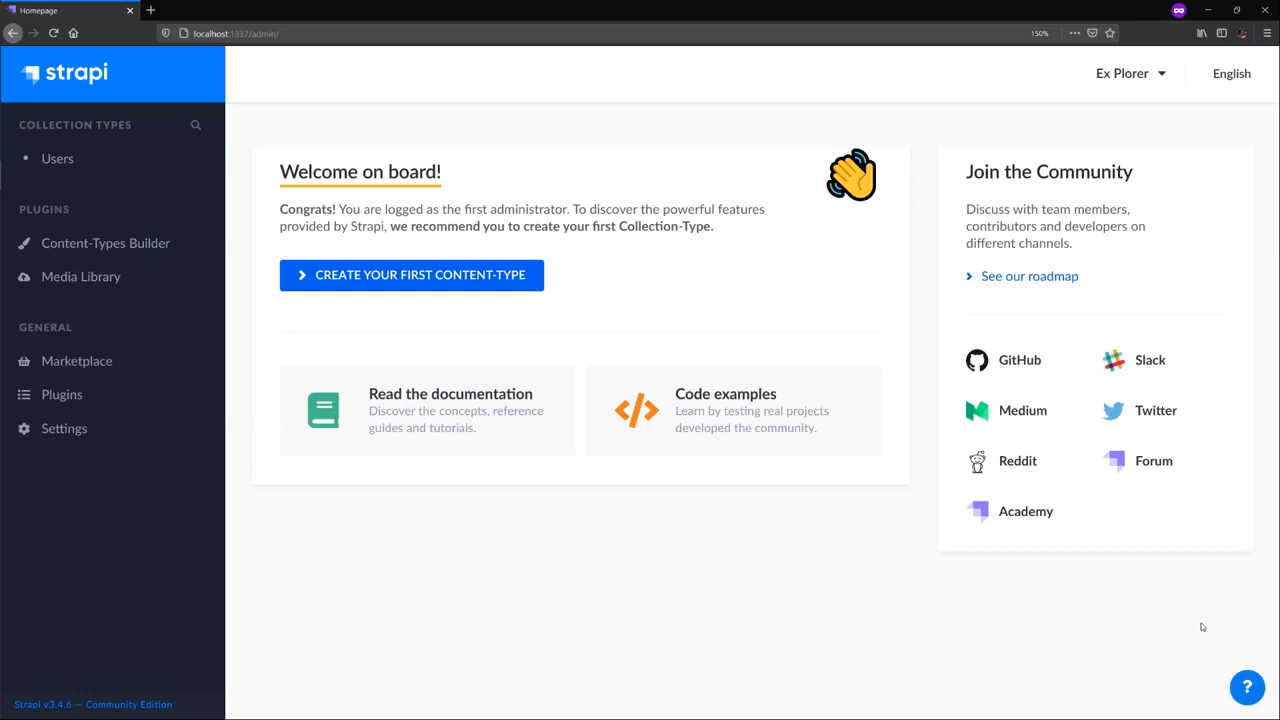 Homepage
localhost:1337/admin/
150%
strapi
Ex Plorer
English
COLLECTION TYPES
Users
PLUGINS
Content-Types Builder
Media Library
GENERAL
Marketplace
Plugins
Settings
Strapi v3.4.6 — Community Edition
Welcome on board!
Congrats! You are logged as the first administrator. To discover the powerful features
provided by Strapi, we recommend you to create your first Collection-Type.
CREATE YOUR FIRST CONTENT-TYPE
Read the documentation
Discover the concepts, reference
guides and tutorials.
Code examples
Learn by testing real projects
developed the community.
Join the Community
Discuss with team members,
contributors and developers on
different channels.
See our roadmap
GitHub
Slack
Medium
Twitter
Reddit
Forum
Academy
?